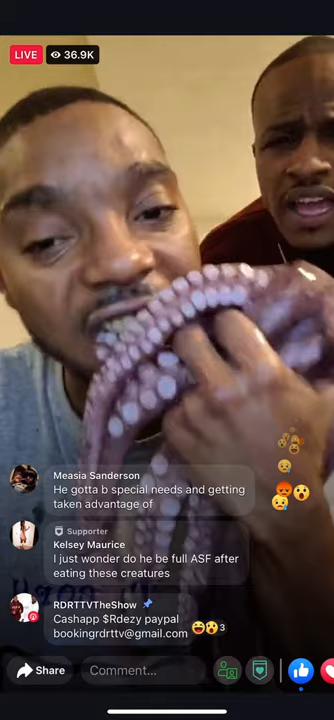 LIVE 36.9K
Measia Sanderson
He gotta b special needs and getting
taken advantage of
Supporter
Kelsey Maurice
I just wonder do he be full ASF after
eating these creatures
RDRTTVTheShow
Cashapp $Rdezy paypal
bookingrdrttv@gmail.com 3
Share Comment...